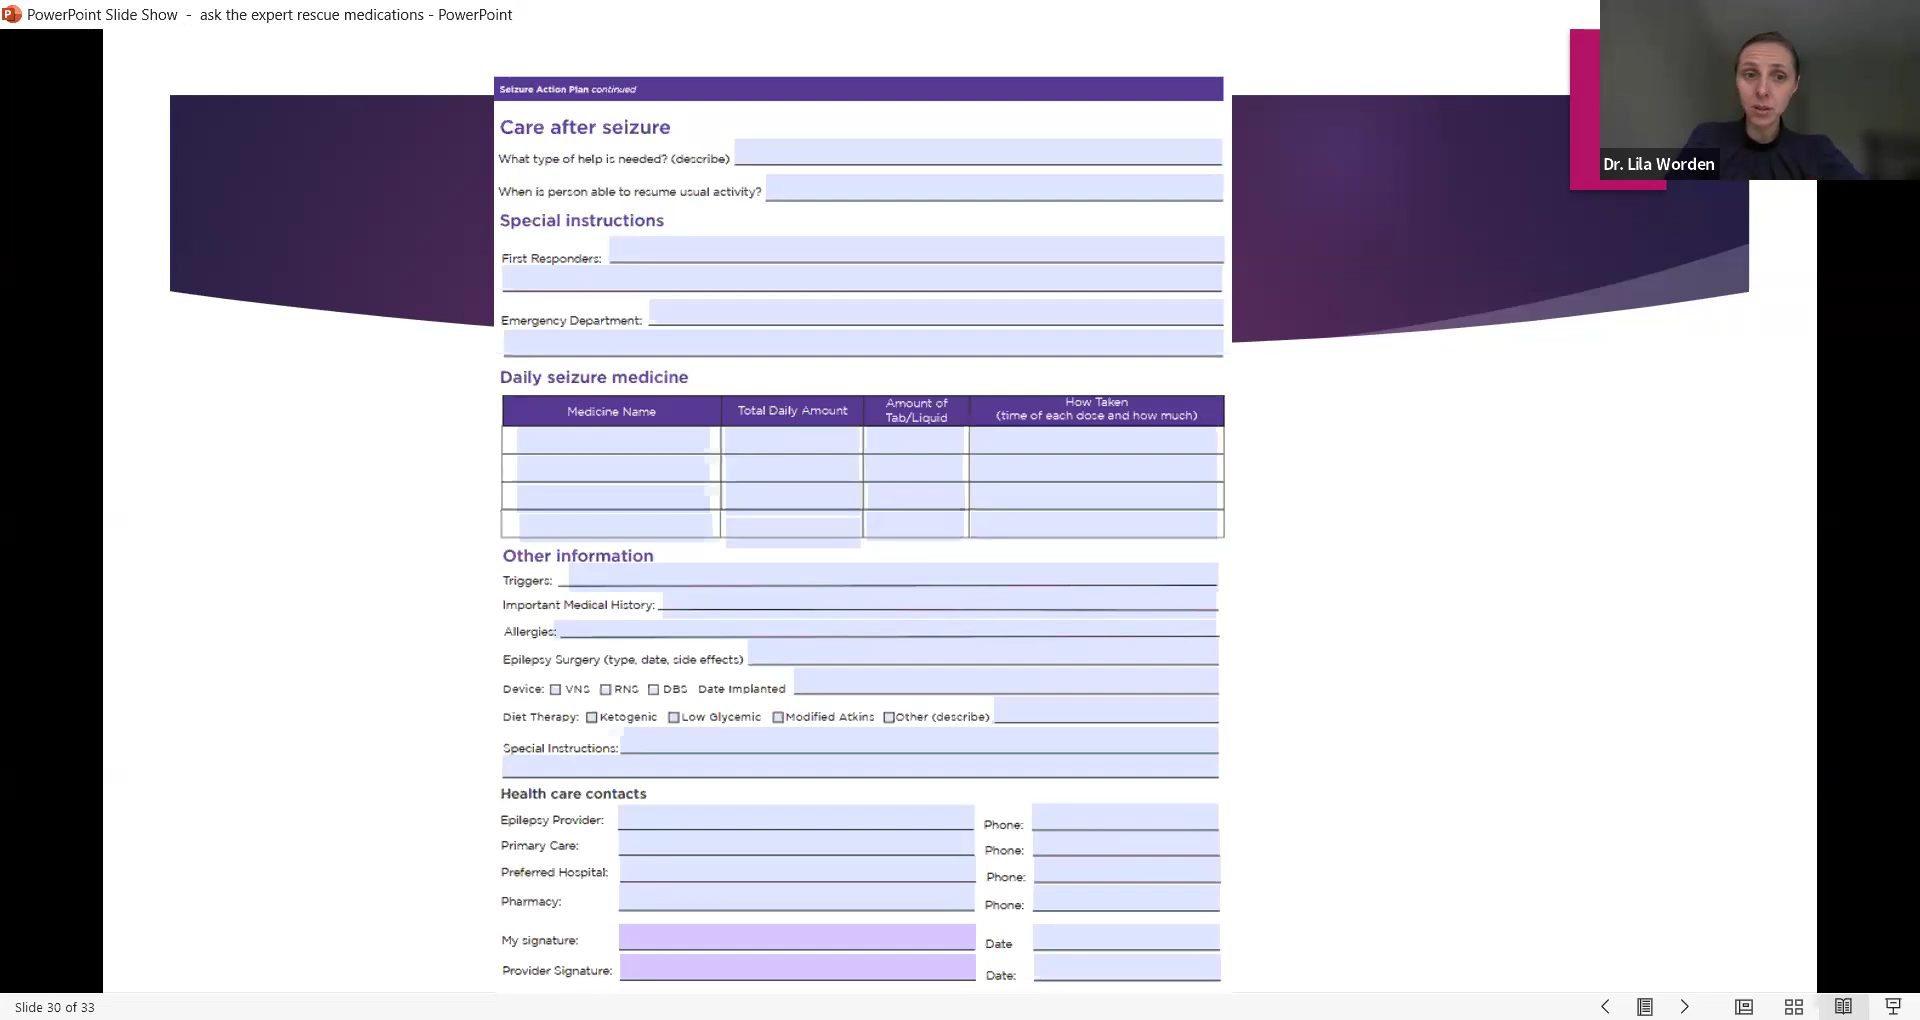 PowerPoint Slide Show - ask the expert rescue medications - PowerPoint
Dr. Lila Worden
Seizure Action Plan continued
Care after seizure
What type of help is needed? (describe)
When is person able to resume usual activity?
Special instructions
First Responders:
Emergency Department:
Daily seizure medicine
Medicine Name Total Daily Amount Amount of Tab/Liquid How Taken (time of each dose and how much)
Other information
Triggers:
Important Medical History:
Allergies:
Epilepsy Surgery (type, date, side effects)
Device: VNS RNS DBS Date Implanted
Diet Therapy: Ketogenic Low Glycemic Modified Atkins Other (describe)
Special Instructions:
Health care contacts
Epilepsy Provider: Phone:
Primary Care: Phone:
Preferred Hospital: Phone:
Pharmacy: Phone:
My signature: Date
Provider Signature: Date:
Slide 30 of 33